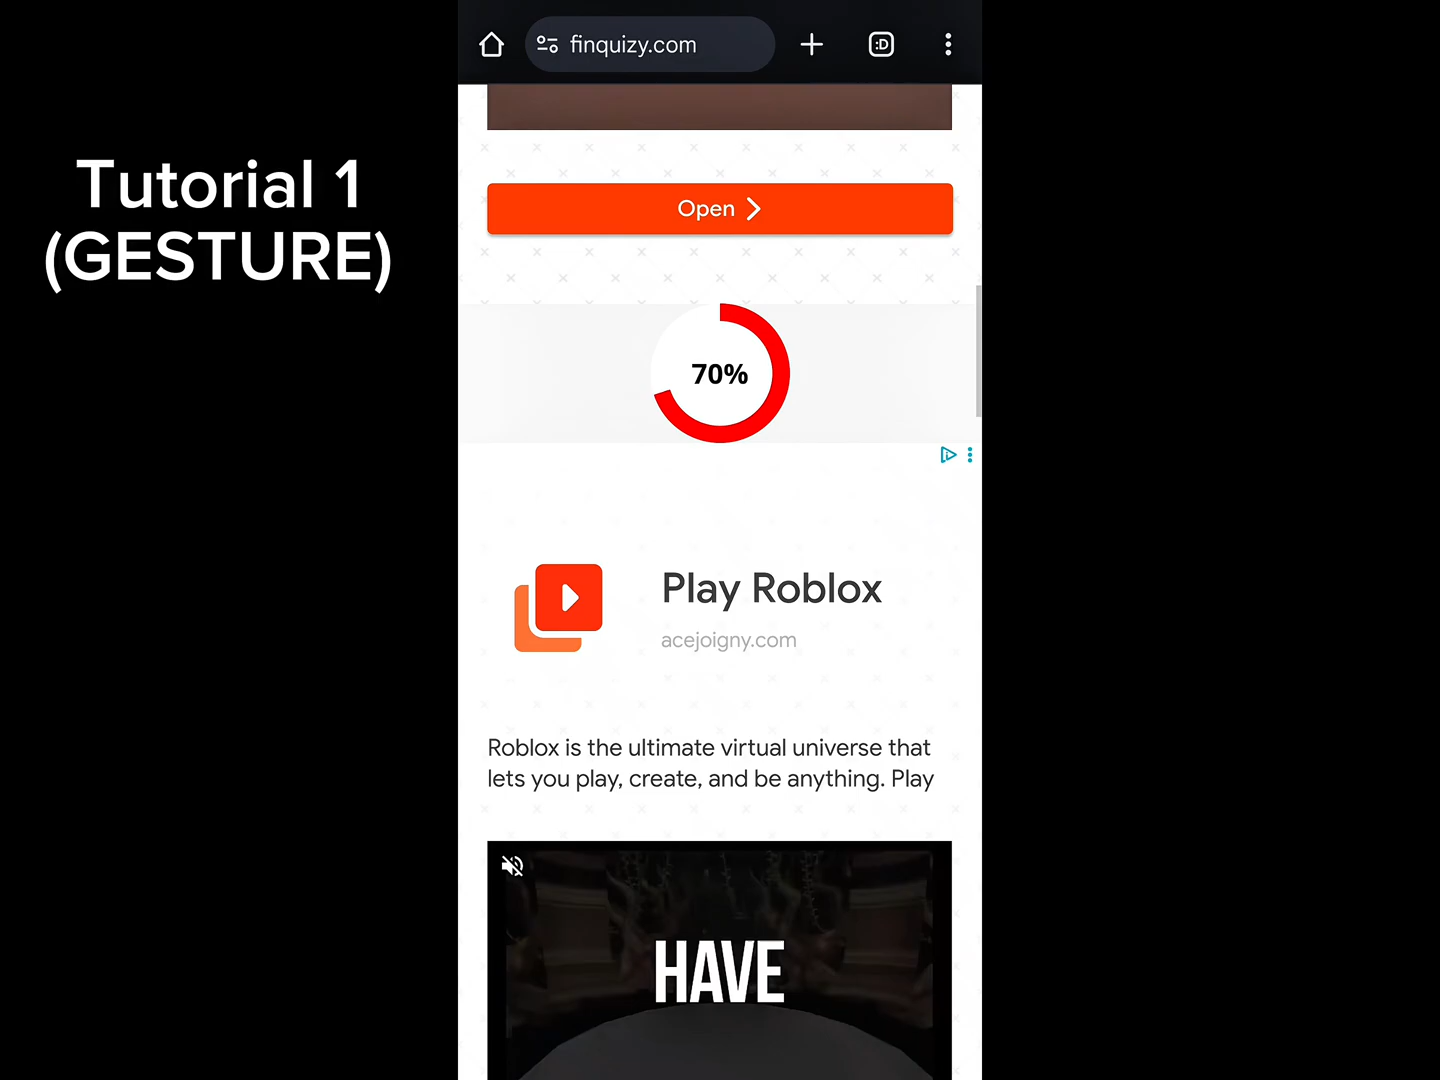 finquizy.com
:D
Tutorial 1
(GESTURE)
Open
70%
Play Roblox
acejoigny.com
Roblox is the ultimate virtual universe that
lets you play, create, and be anything. Play
HAVE